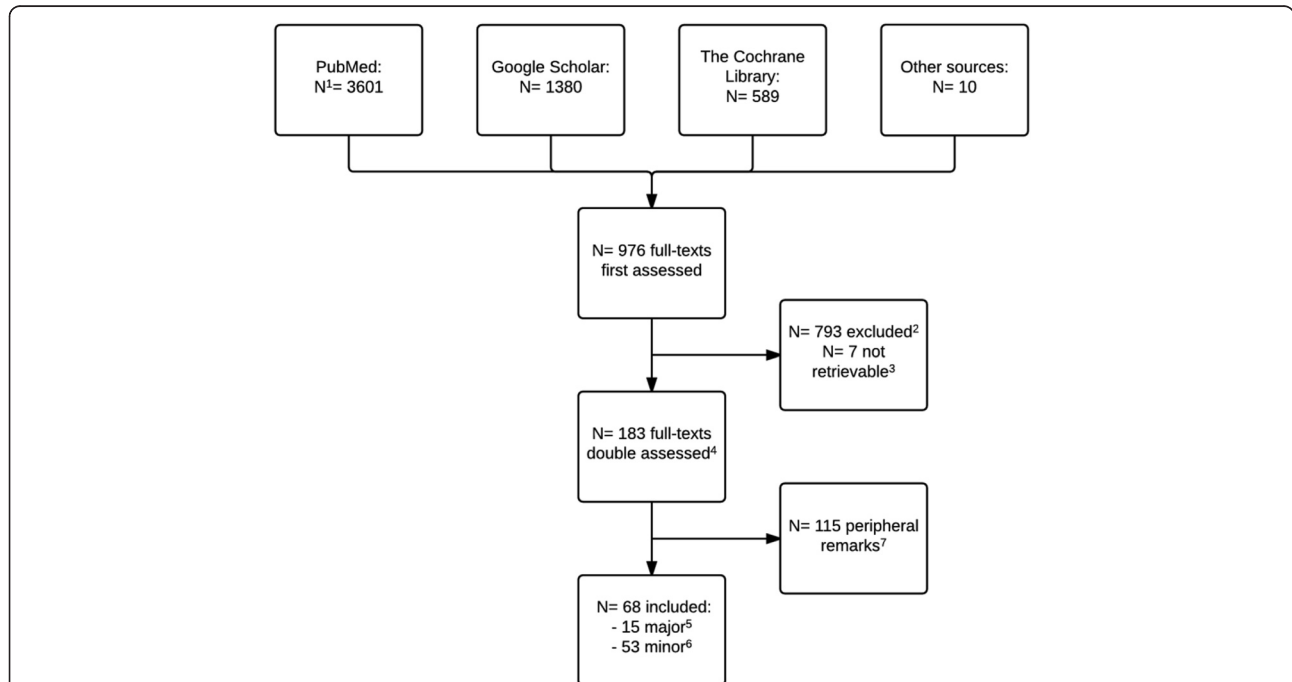 PubMed:
N¹= 3601
Google Scholar:
N= 1380
The Cochrane
Library:
N= 589
Other sources:
N= 10
N= 976 full-texts
first assessed
N= 793 excluded²
N= 7 not
retrievable³
N= 183 full-texts
double assessed⁴
N= 115 peripheral
remarks⁷
N= 68 included:
- 15 major⁵
- 53 minor⁶